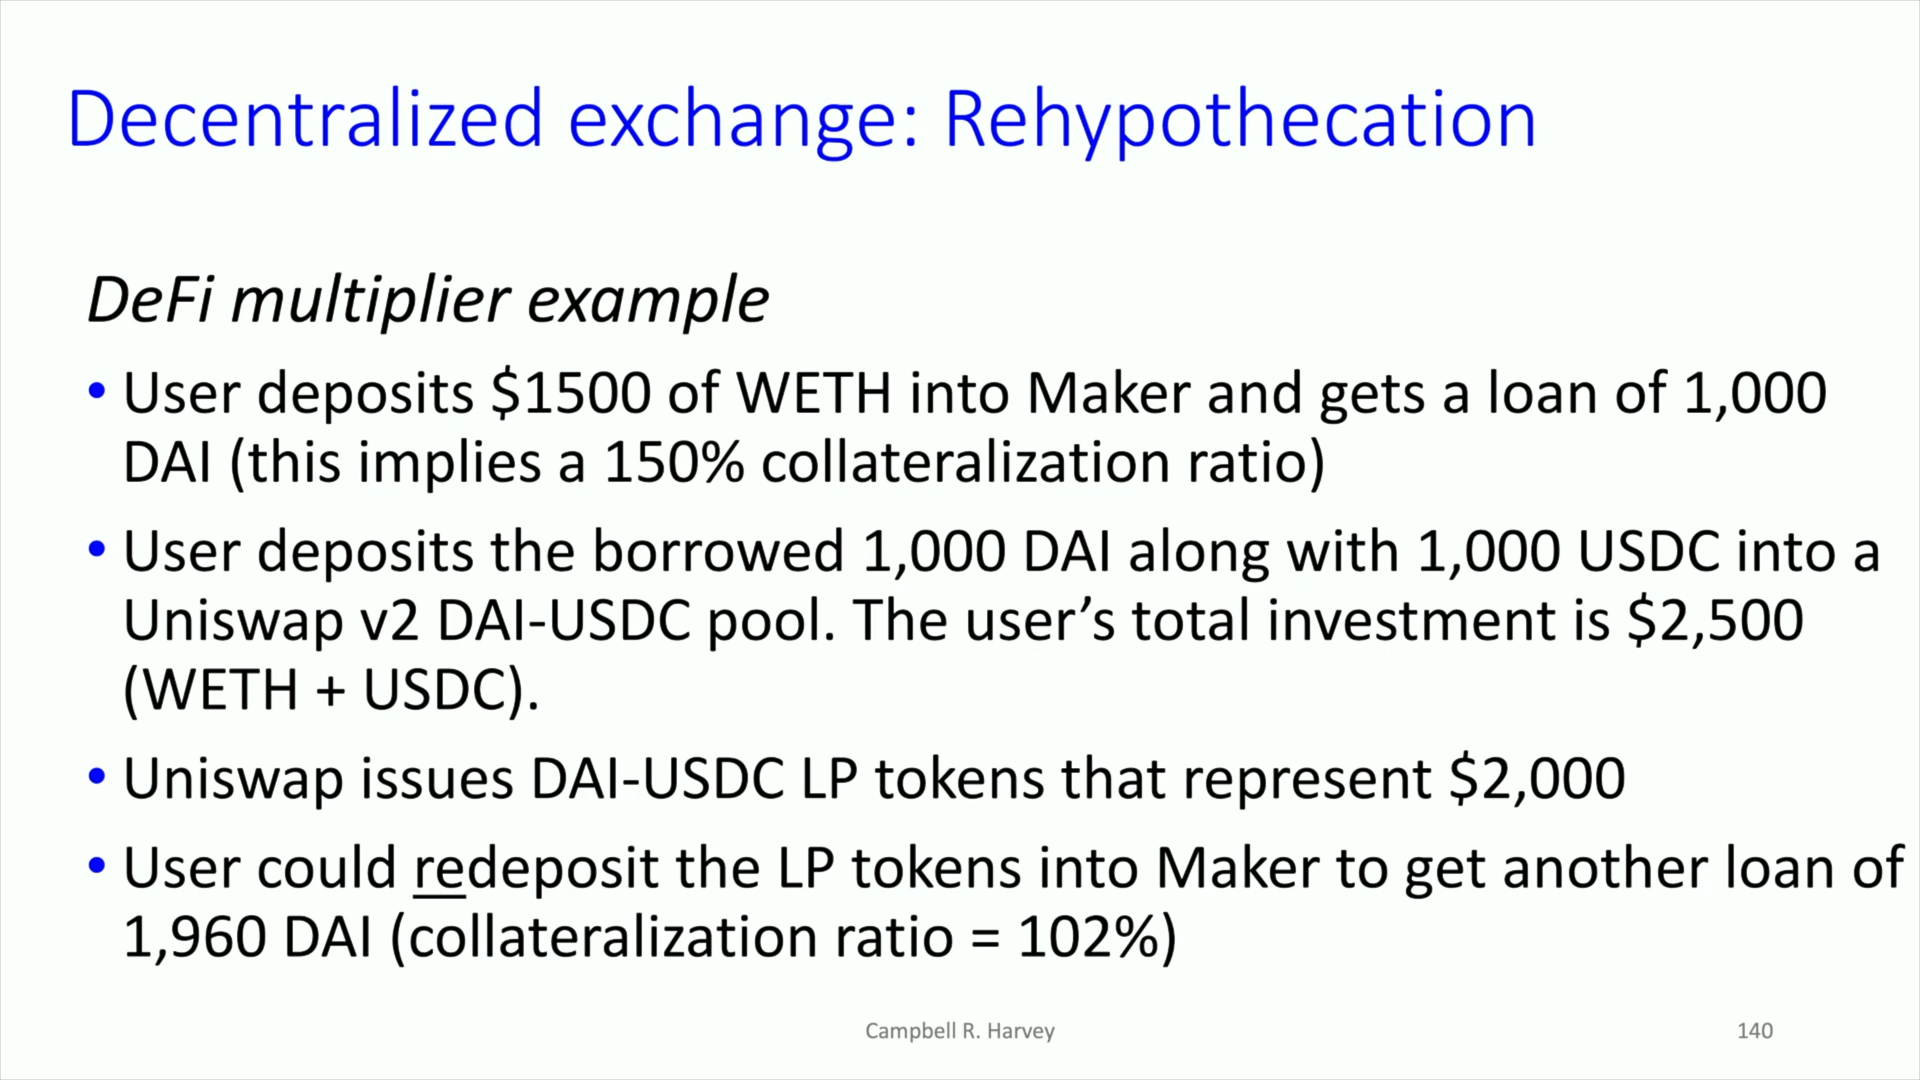 Decentralized exchange: Rehypothecation
DeFi multiplier example
• User deposits $1500 of WETH into Maker and gets a loan of 1,000
DAI (this implies a 150% collateralization ratio)
• User deposits the borrowed 1,000 DAI along with 1,000 USDC into a
Uniswap v2 DAI-USDC pool. The user’s total investment is $2,500
(WETH + USDC).
• Uniswap issues DAI-USDC LP tokens that represent $2,000
• User could redeposit the LP tokens into Maker to get another loan of
1,960 DAI (collateralization ratio = 102%)
Campbell R. Harvey
140